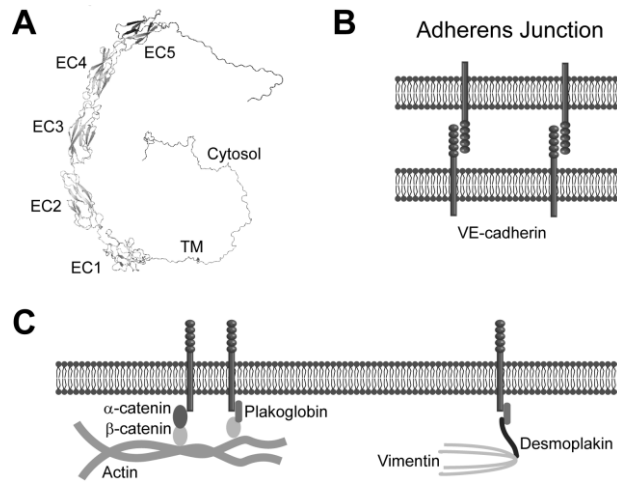 A
EC5
EC4
EC3
EC2
EC1
TM
Cytosol
B
Adherens Junction
VE-cadherin
C
α-catenin
β-catenin
Actin
Plakoglobin
Desmoplakin
Vimentin